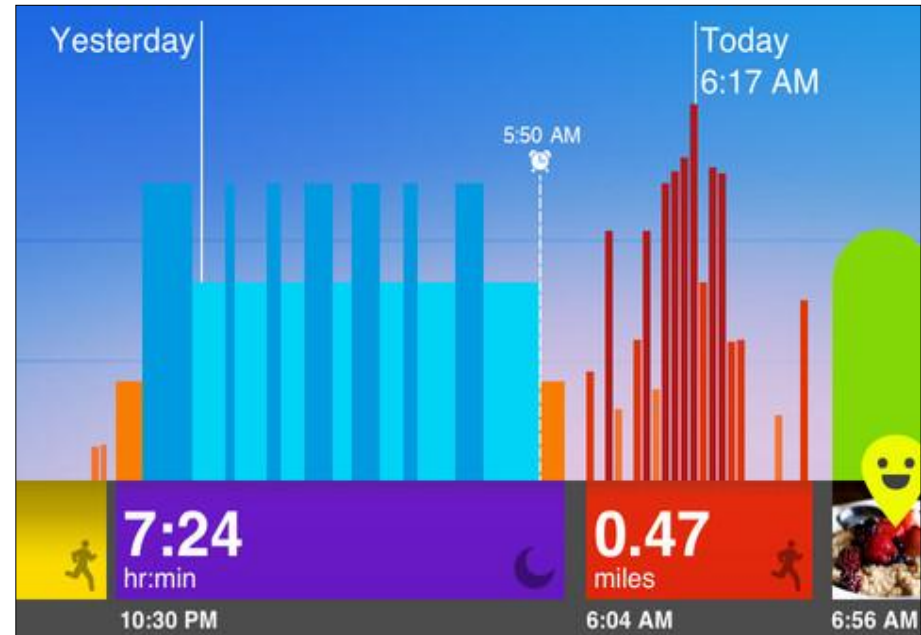 Yesterday
Today
6:17 AM
5:50 AM
7:24
hr:min
0.47
miles
10:30 PM
6:04 AM
6:56 AM